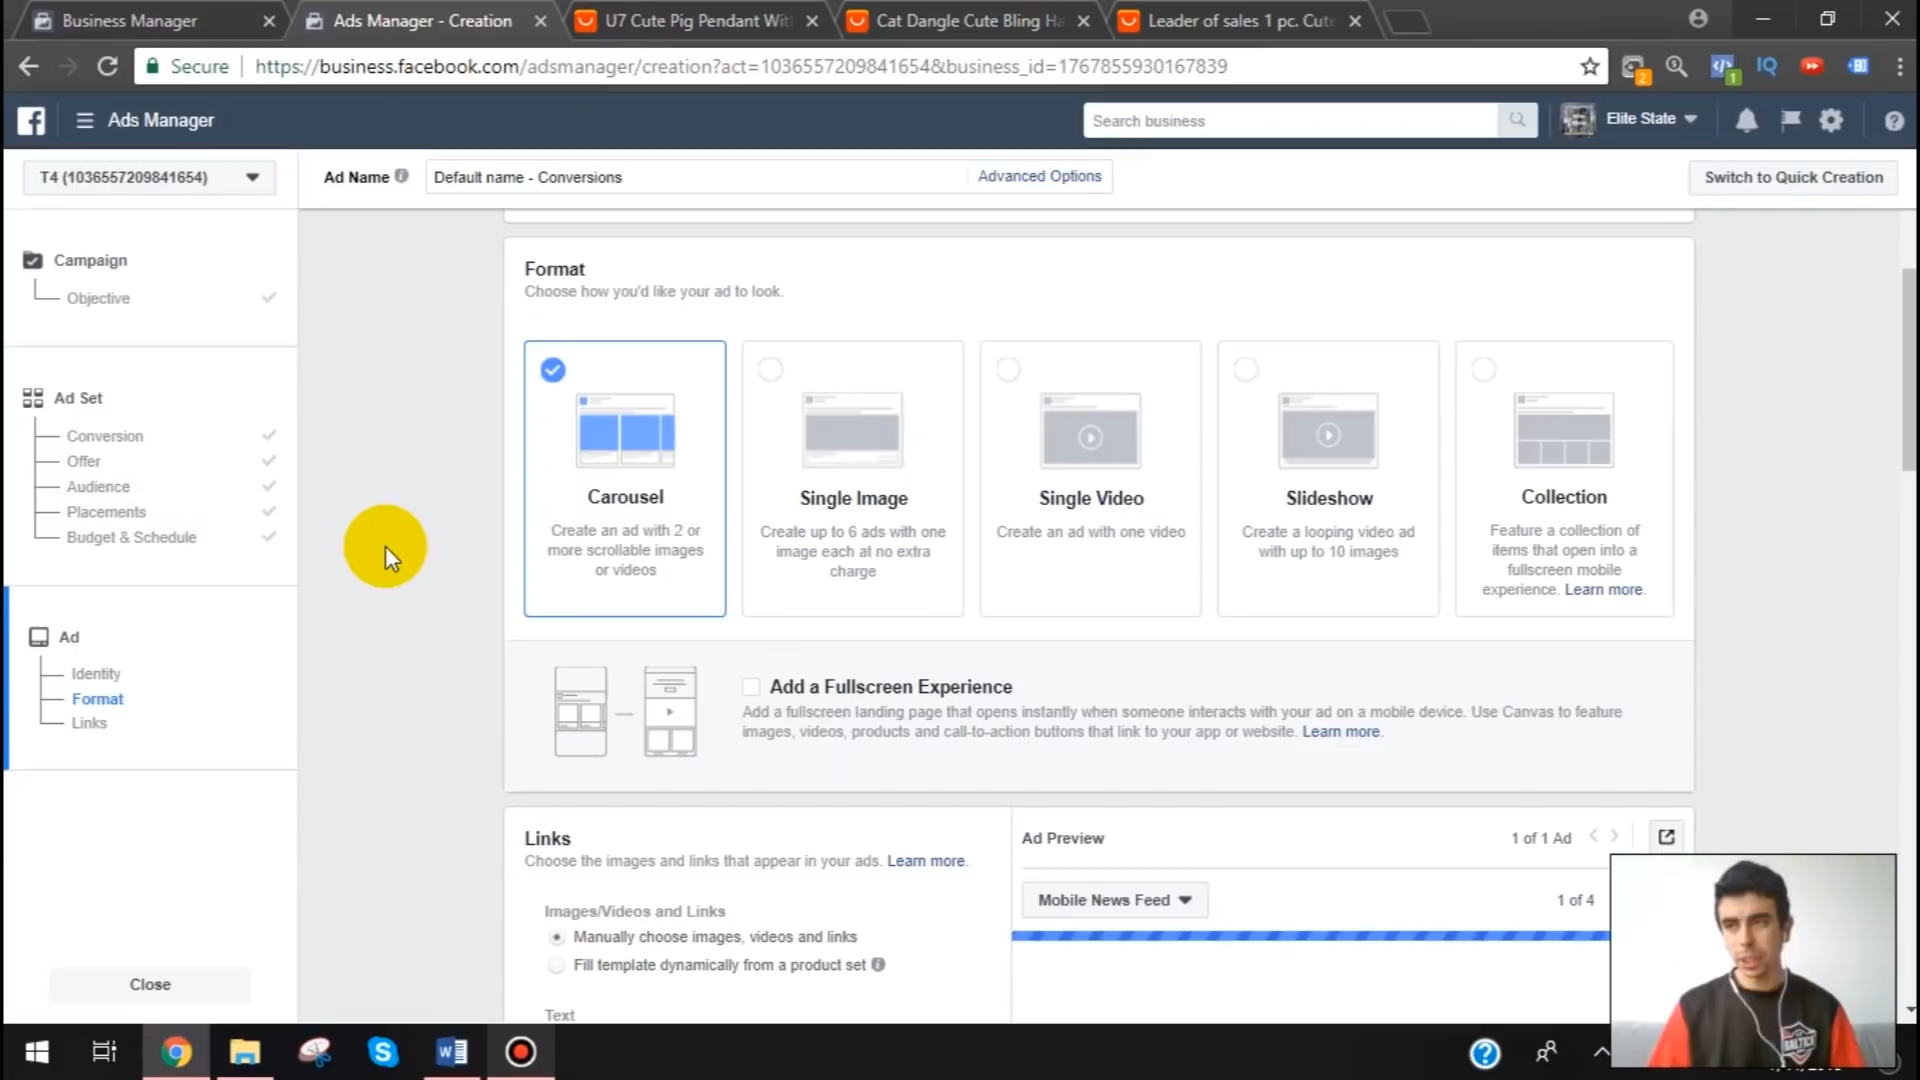 Business Manager
Ads Manager - Creation
U7 Cute Pig Pendant Wit
Cat Dangle Cute Bling Ha
Leader of sales 1 pc. Cute
Secure
https://business.facebook.com/adsmanager/creation?act=1036557209841654&business_id=1767855930167839
2
1
IQ
Ads Manager
Search business
Elite State
T4 (1036557209841654)
Ad Name
Default name - Conversions
Advanced Options
Switch to Quick Creation
Campaign
Objective
Ad Set
Conversion
Offer
Audience
Placements
Budget & Schedule
Ad
Identity
Format
Links
Close
Format
Choose how you'd like your ad to look.
Carousel
Create an ad with 2 or
more scrollable images
or videos
Single Image
Create up to 6 ads with one
image each at no extra
charge
Single Video
Create an ad with one video
Slideshow
Create a looping video ad
with up to 10 images
Collection
Feature a collection of
items that open into a
fullscreen mobile
experience. Learn more.
Add a Fullscreen Experience
Add a fullscreen landing page that opens instantly when someone interacts with your ad on a mobile device. Use Canvas to feature
images, videos, products and call-to-action buttons that link to your app or website. Learn more.
Links
Choose the images and links that appear in your ads. Learn more.
Images/Videos and Links
Manually choose images, videos and links
Fill template dynamically from a product set
Text
Ad Preview
1 of 1 Ad
Mobile News Feed
1 of 4
BALTICA